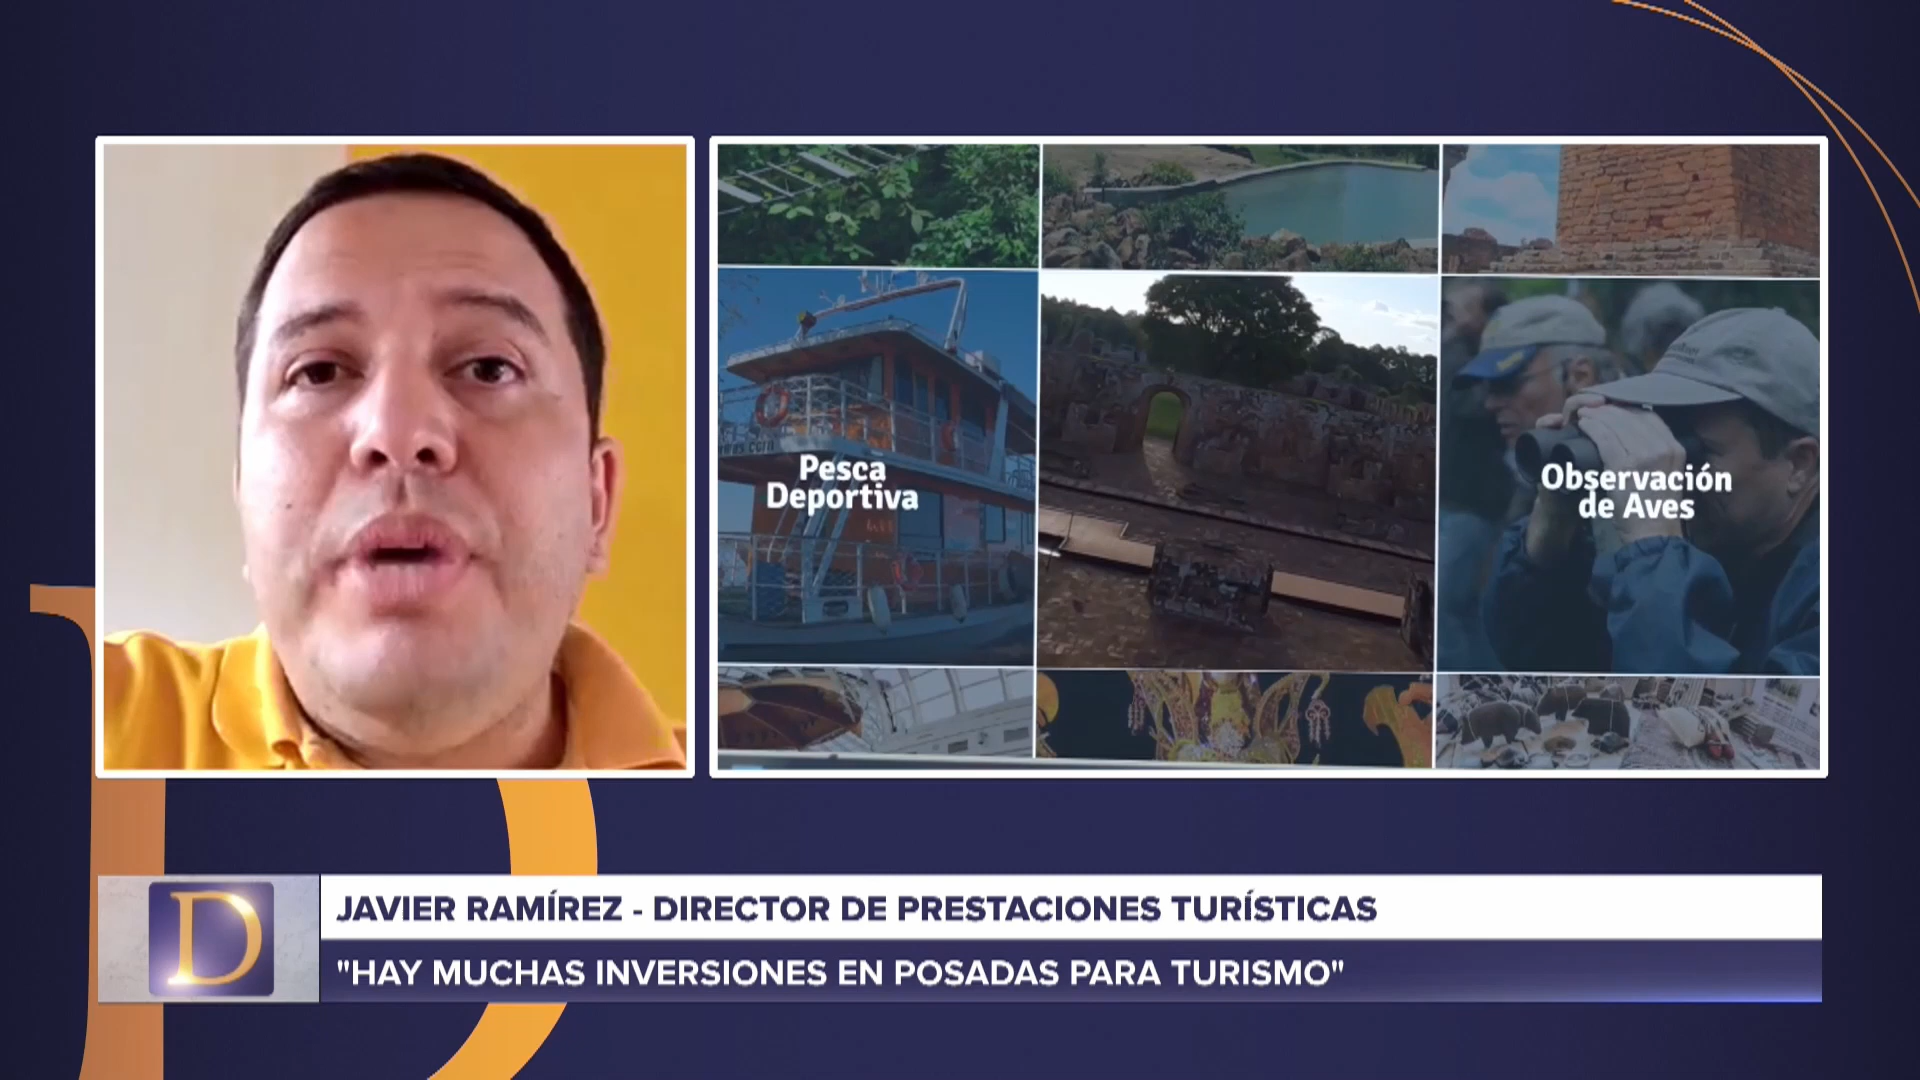 Pesca
Deportiva
Observación
de Aves
D
JAVIER RAMÍREZ - DIRECTOR DE PRESTACIONES TURÍSTICAS
"HAY MUCHAS INVERSIONES EN POSADAS PARA TURISMO"